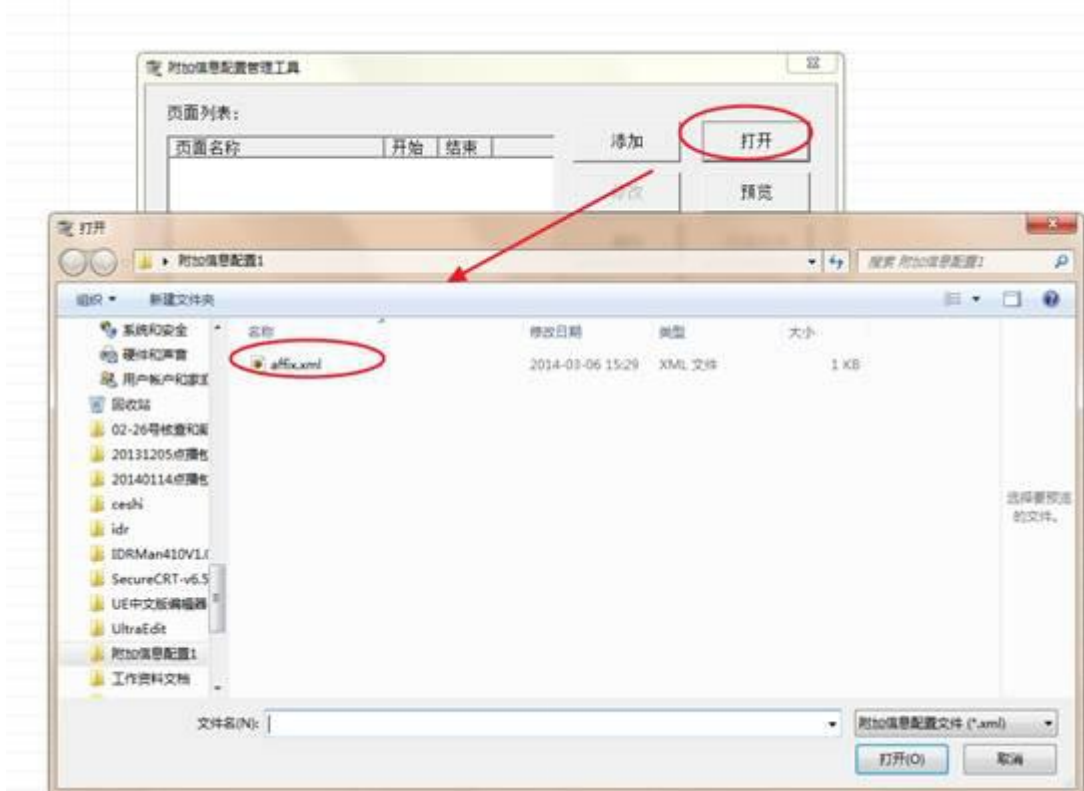 附加信息配置管理工具
页面列表：
页面名称 开始 结束
添加 打开
修改 预览
打开
附加信息配置1
搜索 附加信息配置1
组织 新建文件夹
名称 修改日期 类型 大小
affix.xml 2014-03-06 15:29 XML 文件 1 KB
系统和安全
硬件和声音
用户帐户和家庭
回收站
02-26号核查和
20131205点播包
20140114点播包
ceshi
idr
IDRMan410V1.0
SecureCRT-v6.5
UE中文版编辑器
UltraEdit
附加信息配置1
工作资料文档
选择要预览
的文件。
文件名(N):
附加信息配置文件 (*.xml)
打开(O) 取消